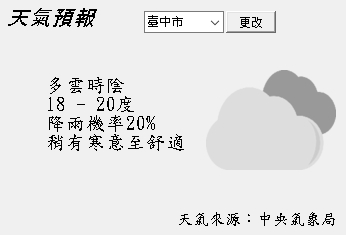 天氣預報
臺中市
更改
多雲時陰
18 - 20度
降雨機率20%
稍有寒意至舒適
天氣來源：中央氣象局